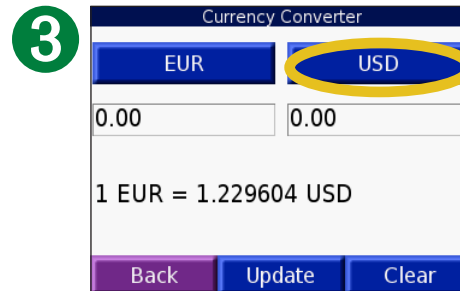 3
Currency Converter
EUR USD
0.00 0.00
1 EUR = 1.229604 USD
Back Update Clear